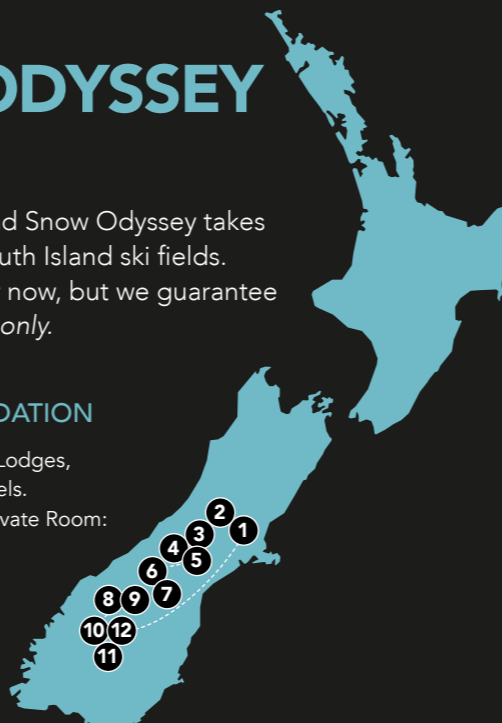 ODYSSEY
d Snow Odyssey takes
uth Island ski fields.
now, but we guarantee
only.
DATION
Lodges,
els.
vate Room:
2
1
3
4
5
6
7
8
9
10
12
11